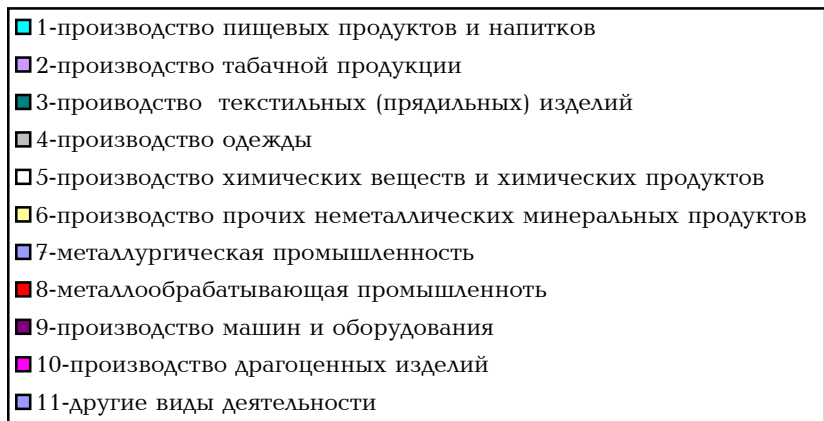 1-производство пищевых продуктов и напитков
2-производство табачной продукции
3-проиводство текстильных (прядильных) изделий
4-производство одежды
5-производство химических веществ и химических продуктов
6-производство прочих неметаллических минеральных продуктов
7-металлургическая промышленность
8-металлообрабатывающая промышленноть
9-производство машин и оборудования
10-производство драгоценных изделий
11-другие виды деятельности